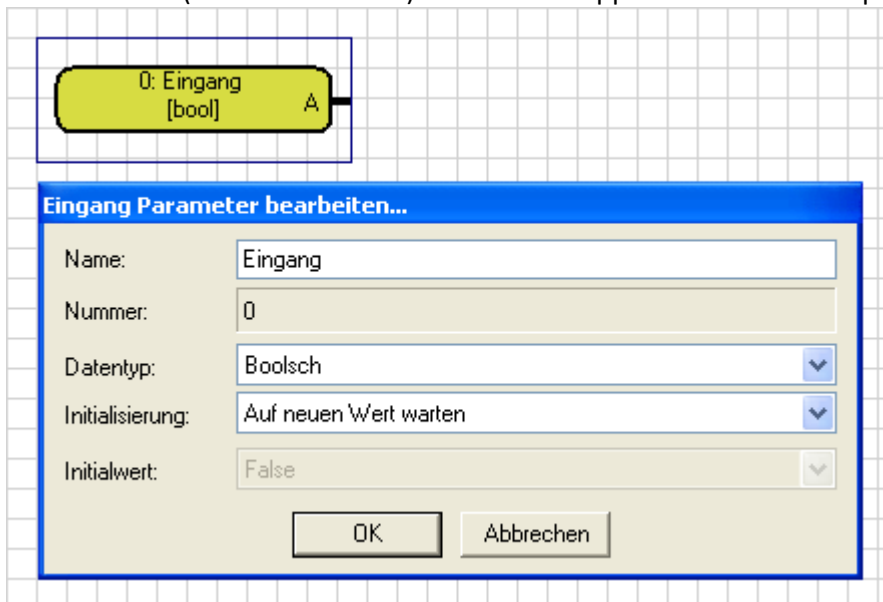 0: Eingang
[bool]
A
Eingang Parameter bearbeiten...
Name: Eingang
Nummer: 0
Datentyp: Boolsch
Initialisierung: Auf neuen Wert warten
Initialwert: False
OK Abbrechen